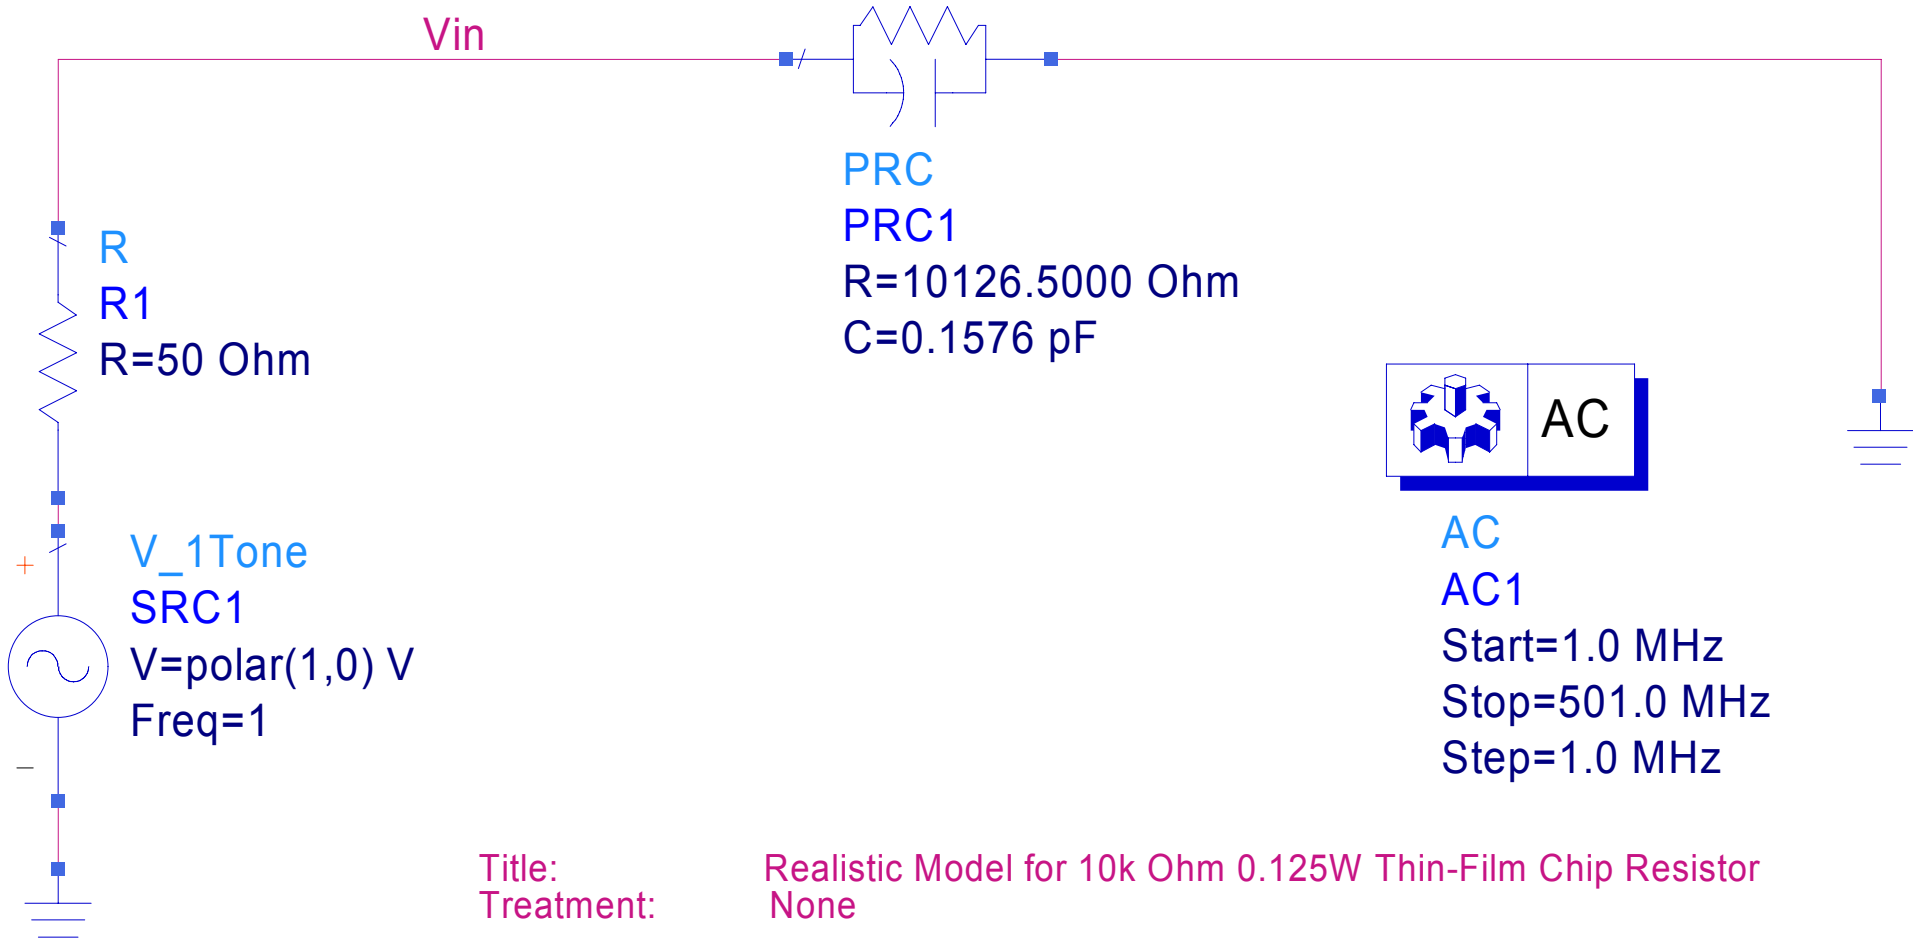 Vin
PRC
PRC1
R=10126.5000 Ohm
C=0.1576 pF
R
R1
R=50 Ohm
AC
+
V_1Tone
SRC1
V=polar(1,0) V
Freq=1
–
AC
AC1
Start=1.0 MHz
Stop=501.0 MHz
Step=1.0 MHz
Title: Realistic Model for 10k Ohm 0.125W Thin-Film Chip Resistor
Treatment: None